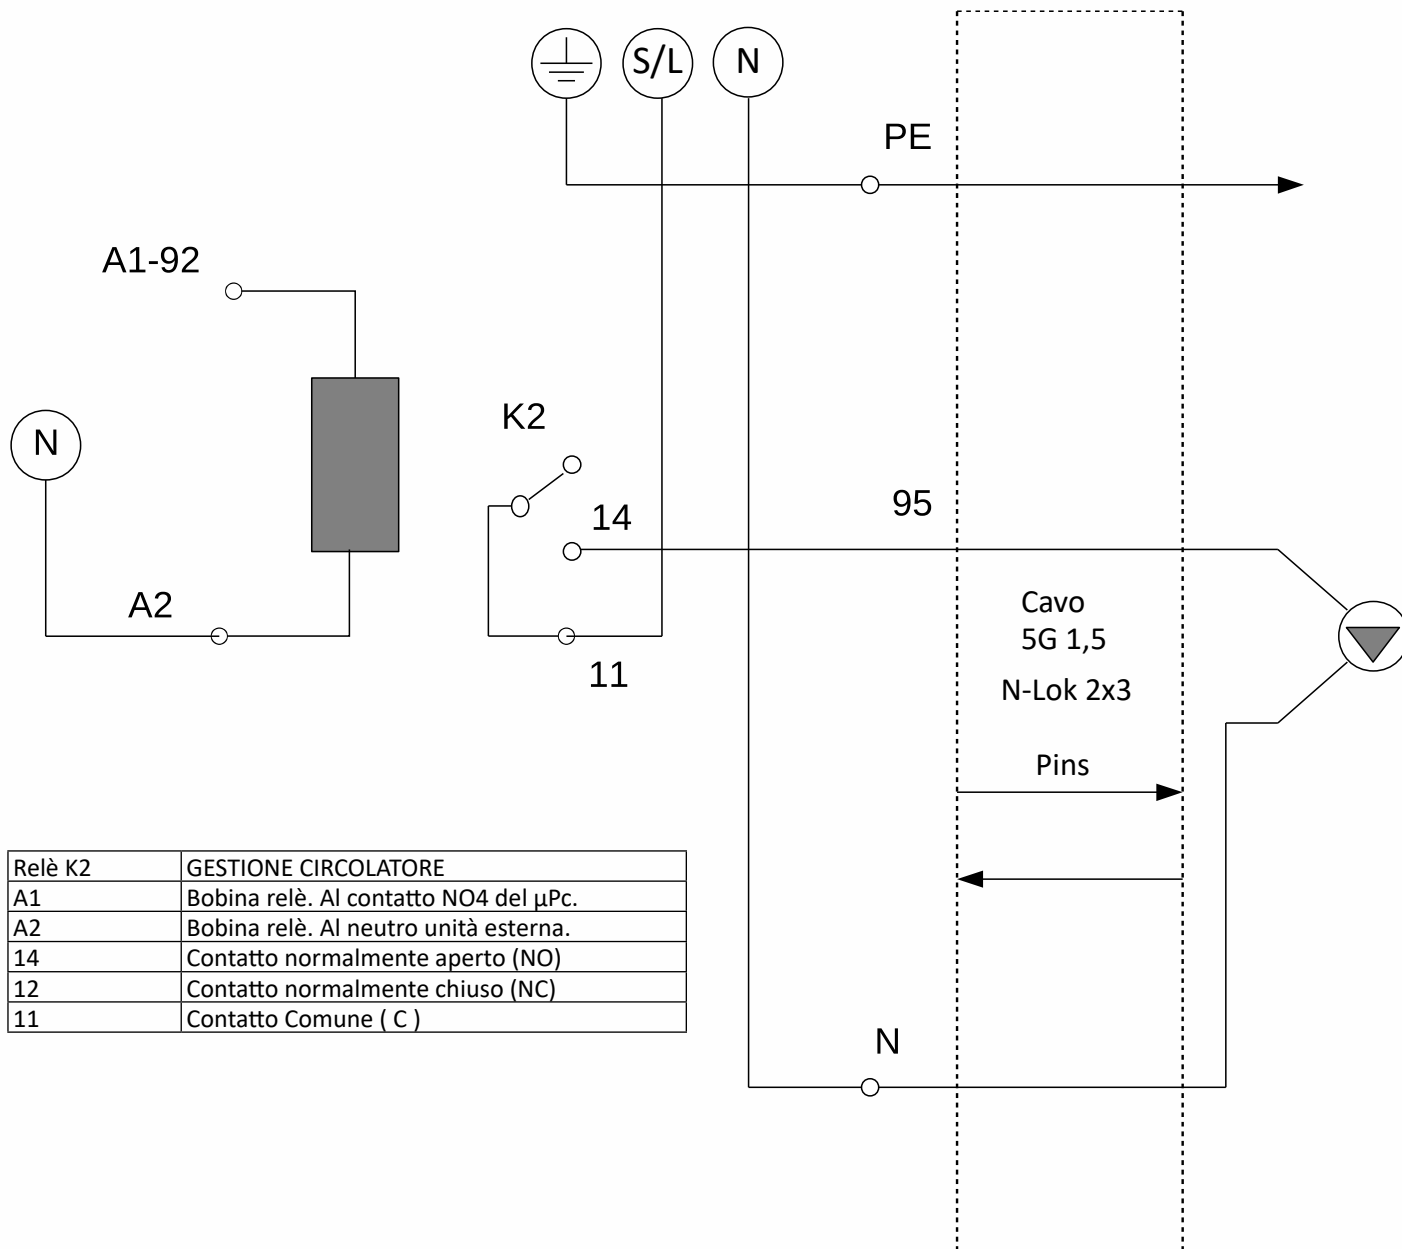 S/L
N
PE
A1-92
K2
N
14
95
A2
11
Cavo
5G 1,5
N-Lok 2x3
Pins
Relè K2 GESTIONE CIRCOLATORE
A1 Bobina relè. Al contatto NO4 del µPc.
A2 Bobina relè. Al neutro unità esterna.
14 Contatto normalmente aperto (NO)
12 Contatto normalmente chiuso (NC)
11 Contatto Comune ( C )
N